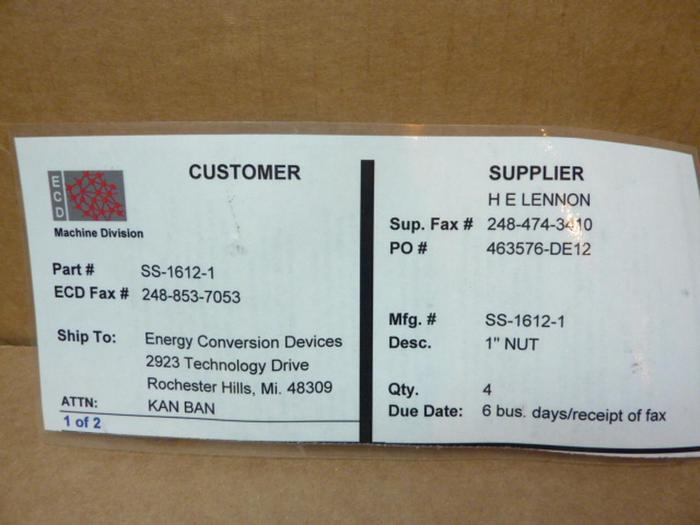 CUSTOMER
ECD
Machine Division
Part # SS-1612-1
ECD Fax # 248-853-7053
Ship To: Energy Conversion Devices
2923 Technology Drive
Rochester Hills, Mi. 48309
ATTN: KAN BAN
1 of 2
SUPPLIER
H E LENNON
Sup. Fax # 248-474-3410
PO # 463576-DE12
Mfg. # SS-1612-1
Desc. 1" NUT
Qty. 4
Due Date: 6 bus. days/receipt of fax